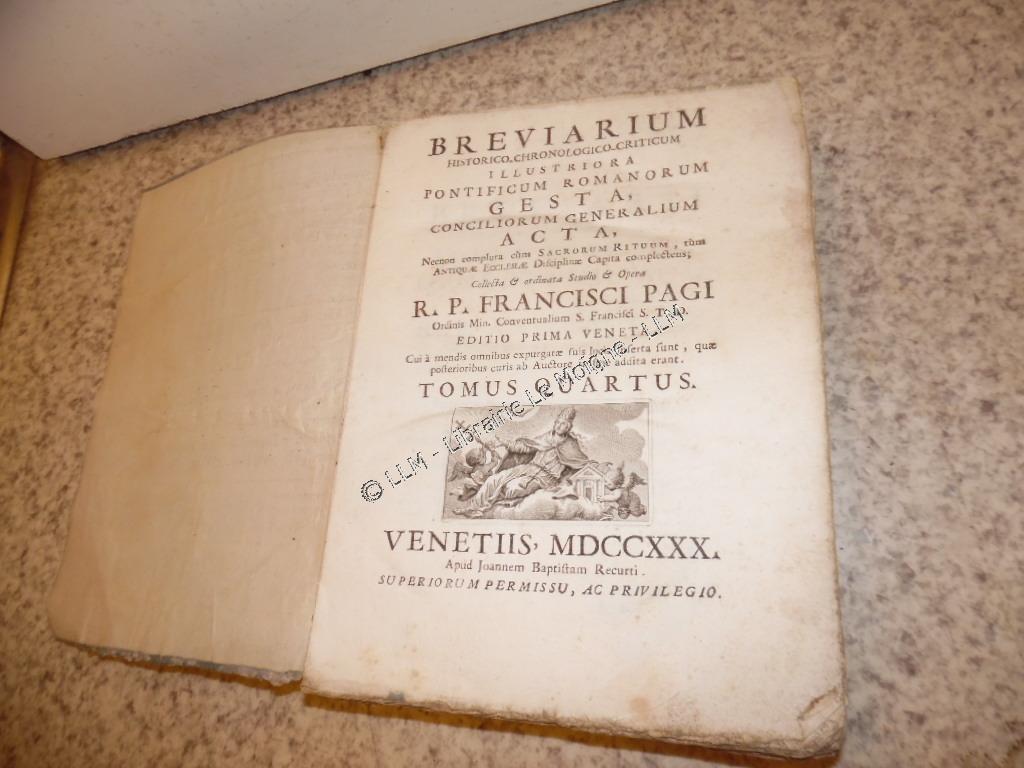 BREVIARIUM
HISTORICO-CHRONOLOGICO-CRITICUM
ILLUSTRIORA
PONTIFICUM ROMANORUM
GESTA,
CONCILIORUM GENERALIUM
ACTA,
Necnon complura cùm SACRORUM RITUUM, tùm
ANTIQUÆ ECCLESIÆ Disciplinæ Capita complectens;
Collecta & ordinata Studio & Opera
R. P. FRANCISCI PAGI
Ordinis Min. Conventualium S. Francisci S. T.
EDITIO PRIMA VENETA
Cui à mendis omnibus expurgatæ suis inserta sunt, quæ
posterioribus curis ab Auctore addita erant.
TOMUS QUARTUS.
© LLM - Librairie Le Moigne - LLM
VENETIIS, MDCCXXX.
Apud Joannem Baptistam Recurti.
SUPERIORUM PERMISSU, AC PRIVILEGIO.